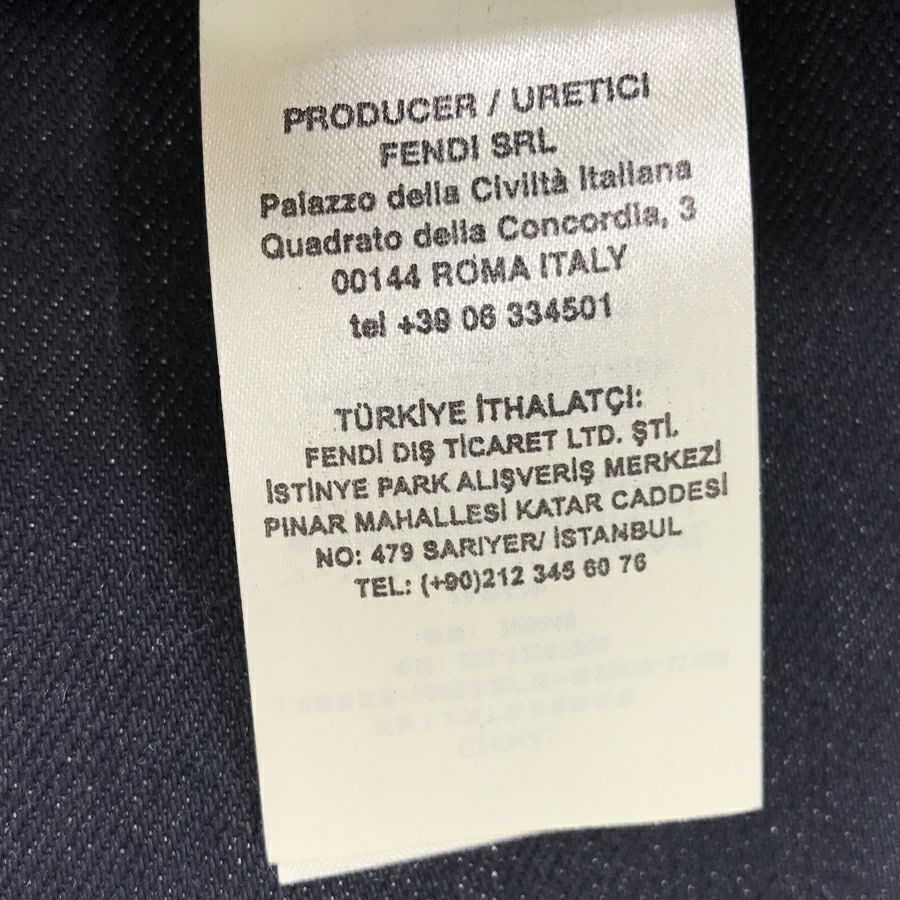 PRODUCER / URETICI
FENDI SRL
Palazzo della Civiltà Italiana
Quadrato della Concordia, 3
00144 ROMA ITALY
tel +39 06 334501
TÜRKİYE İTHALATÇİ:
FENDİ DIŞ TİCARET LTD. ŞTİ.
İSTİNYE PARK ALIŞVERİŞ MERKEZİ
PINAR MAHALLESİ KATAR CADDESİ
NO: 479 SARIYER/ İSTANBUL
TEL: (+90)212 345 60 76